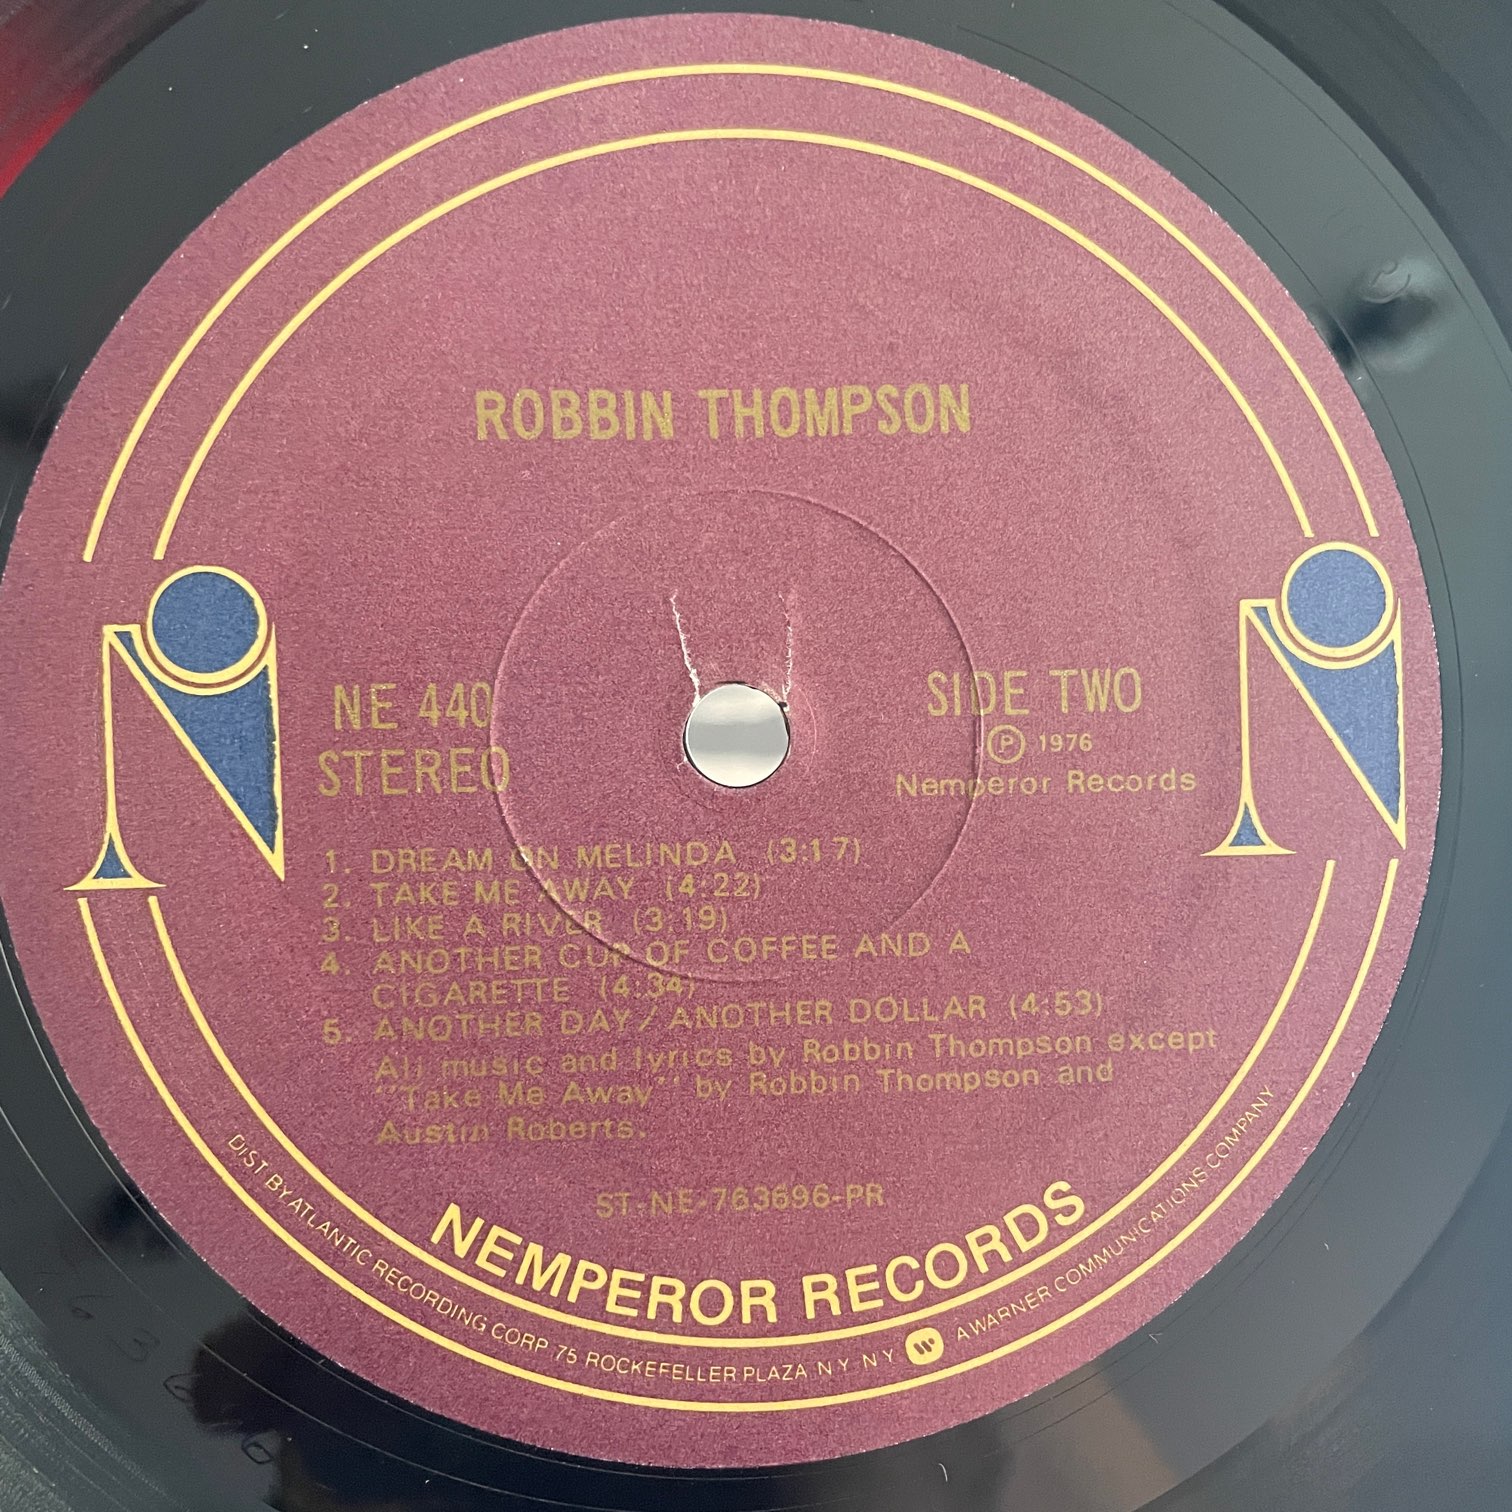 ROBBIN THOMPSON
NE 440
STEREO
SIDE TWO
Ⓟ 1976
Nemperor Records
1. DREAM ON MELINDA (3:17)
2. TAKE ME AWAY (4:22)
3. LIKE A RIVER (3:19)
4. ANOTHER CUP OF COFFEE AND A
CIGARETTE (4:34)
5. ANOTHER DAY/ANOTHER DOLLAR (4:53)
All music and lyrics by Robbin Thompson except
"Take Me Away" by Robbin Thompson and
Austin Roberts.
ST-NE-763696-PR
NEMPEROR RECORDS
DIST BY ATLANTIC RECORDING CORP 75 ROCKEFELLER PLAZA N Y N Y A WARNER COMMUNICATIONS COMPANY